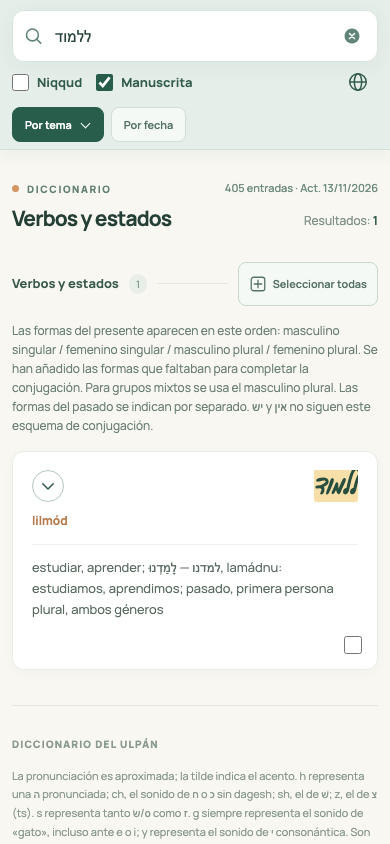 ללמוד
Niqqud Manuscrita
Por tema Por fecha
DICCIONARIO 405 entradas · Act. 13/11/2026
Verbos y estados Resultados: 1
Verbos y estados 1 Seleccionar todas
Las formas del presente aparecen en este orden: masculino
singular / femenino singular / masculino plural / femenino plural. Se
han añadido las formas que faltaban para completar la
conjugación. Para grupos mixtos se usa el masculino plural. Las
formas del pasado se indican por separado. יש y אין no siguen este
esquema de conjugación.
ללמוד
lilmód
estudiar, aprender; למדנו — לָמַדְנוּ, lamádnu:
estudiamos, aprendimos; pasado, primera persona
plural, ambos géneros
DICCIONARIO DEL ULPÁN
La pronunciación es aproximada; la tilde indica el acento. h representa
una ה pronunciada; ch, el sonido de ח o כ sin dagesh; sh, el de שׁ; z, el de צ
(ts). s representa tanto ס/שׂ como ר. g siempre representa el sonido de
«gato», incluso ante e o i; y representa el sonido de י consonántica. Son